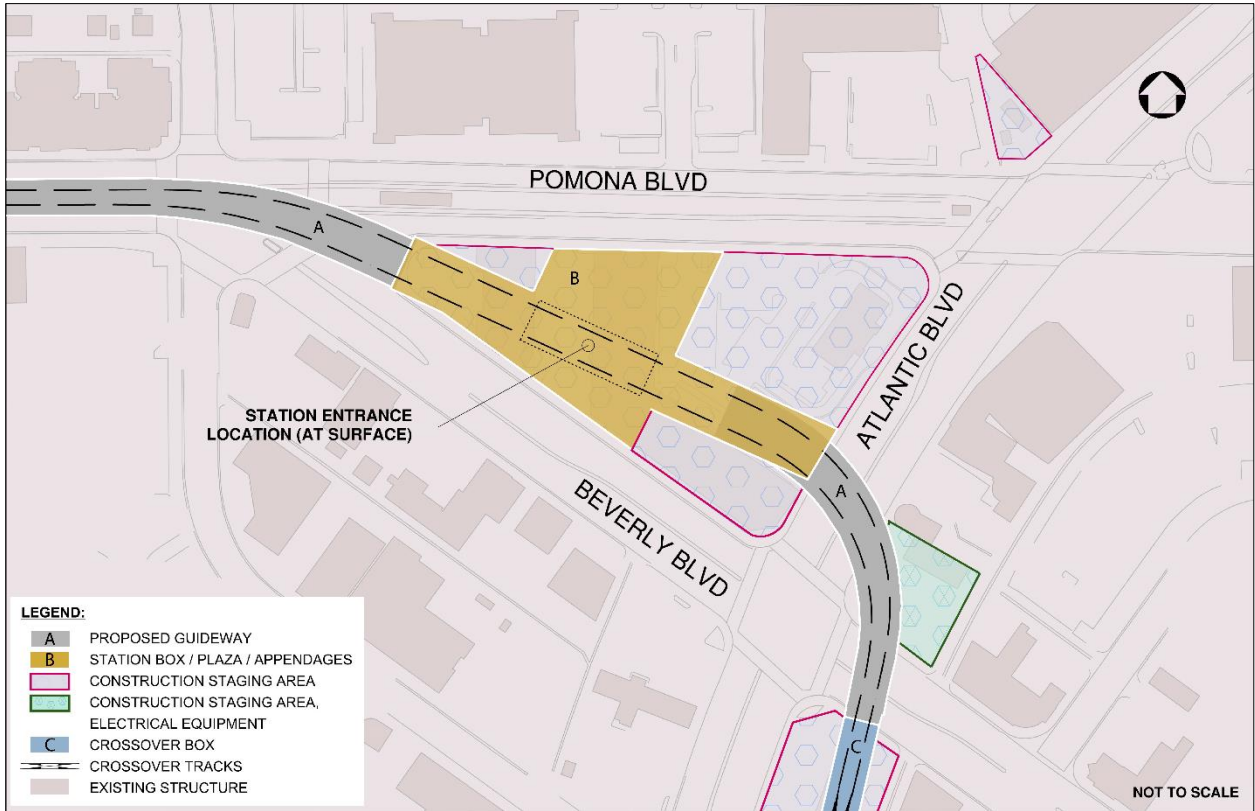 POMONA BLVD
A
B
ATLANTIC BLVD
STATION ENTRANCE
LOCATION (AT SURFACE)
A
BEVERLY BLVD
C
LEGEND:
A PROPOSED GUIDEWAY
B STATION BOX / PLAZA / APPENDAGES
CONSTRUCTION STAGING AREA
CONSTRUCTION STAGING AREA,
ELECTRICAL EQUIPMENT
C CROSSOVER BOX
CROSSOVER TRACKS
EXISTING STRUCTURE
NOT TO SCALE